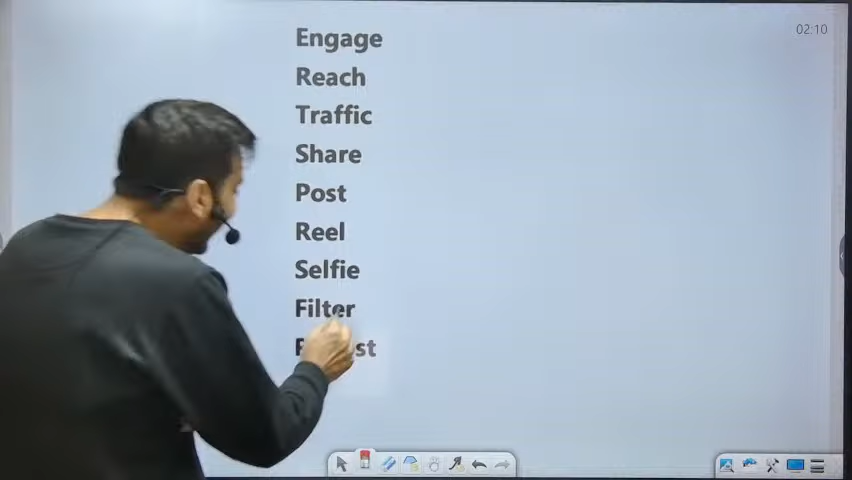 02:10
Engage
Reach
Traffic
Share
Post
Reel
Selfie
Filter